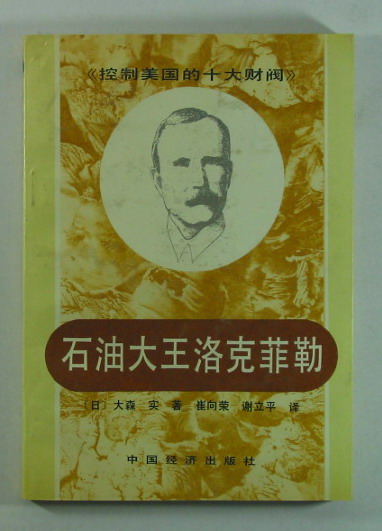 《控制美国的十大财阀》
石油大王洛克菲勒
〔日〕大森 实 著 崔向荣 谢立平 译
中国经济出版社